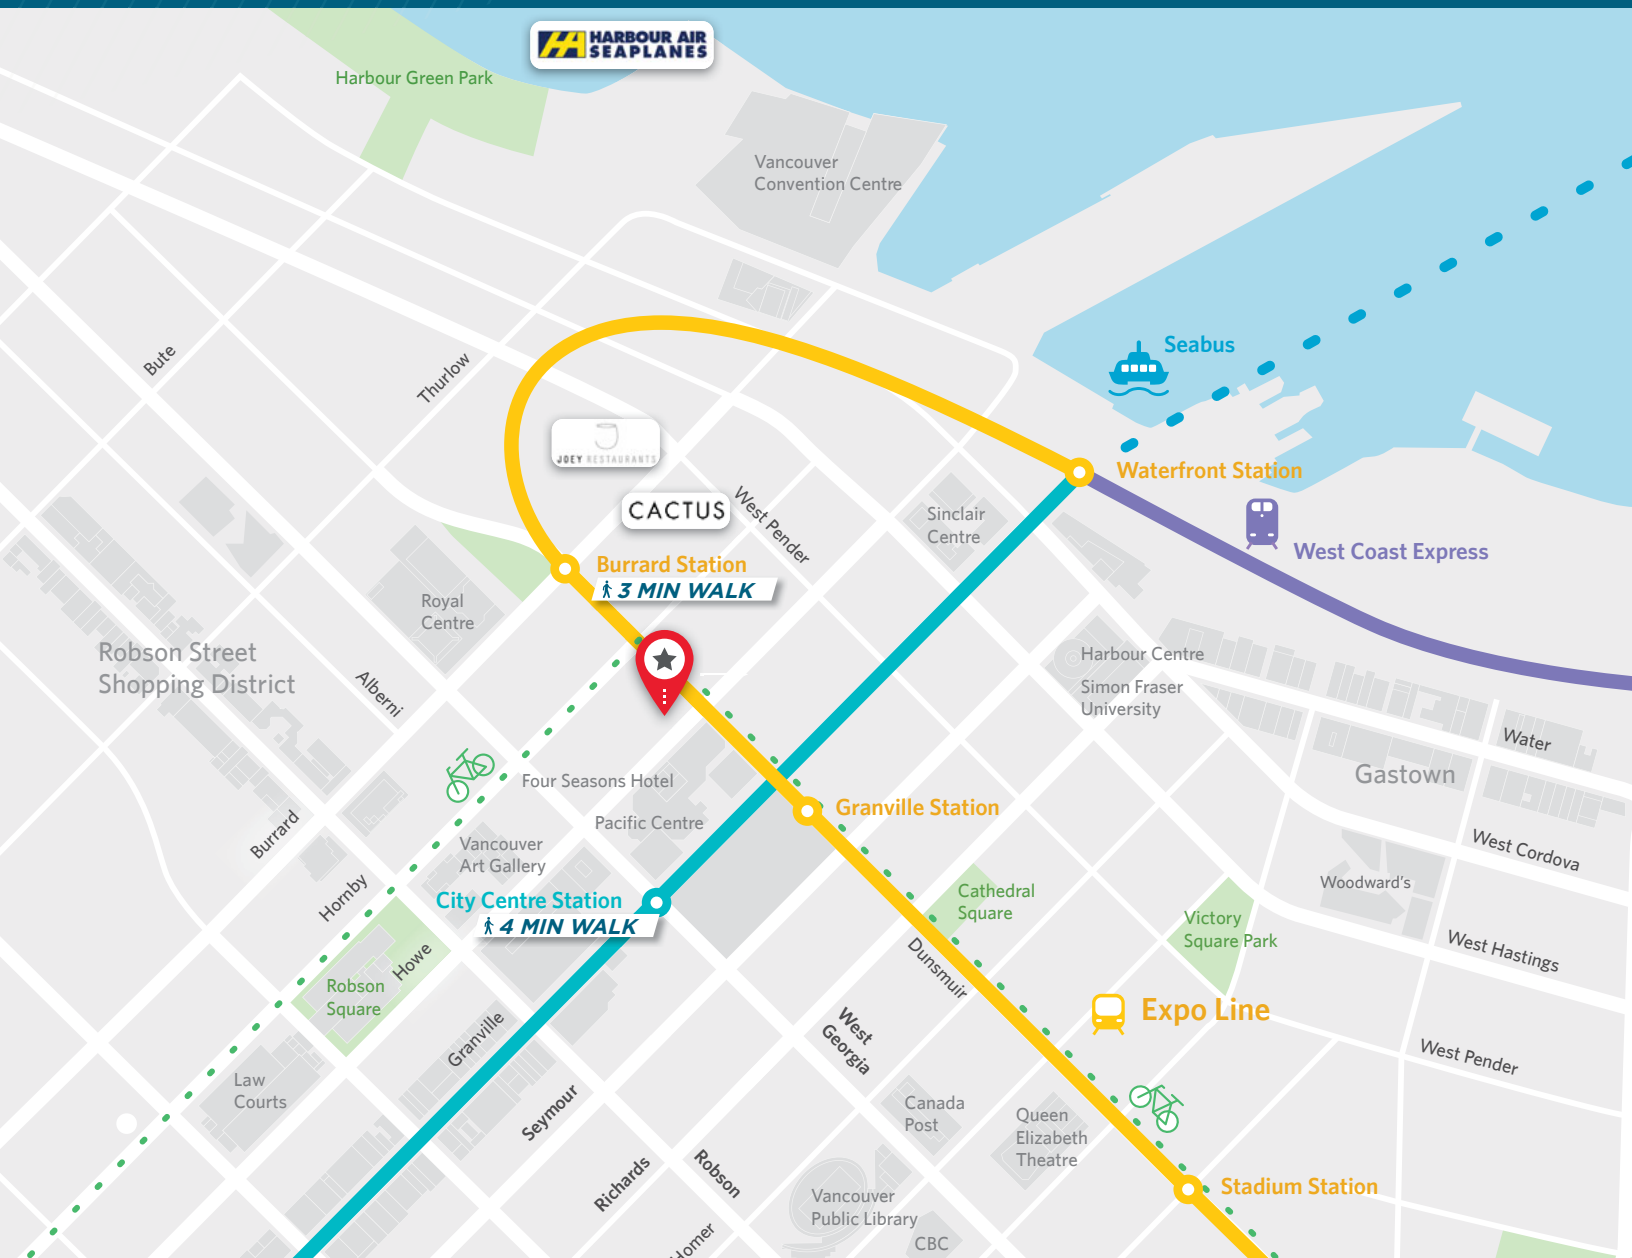 HARBOUR AIR
SEAPLANES
Harbour Green Park
Vancouver
Convention Centre
Seabus
Bute
Thurlow
JOEY RESTAURANTS
CACTUS
West Pender
Waterfront Station
Sinclair
Centre
West Coast Express
Burrard Station
3 MIN WALK
Royal
Centre
Robson Street
Shopping District
Alberni
Harbour Centre
Simon Fraser
University
Water
Gastown
Four Seasons Hotel
Pacific Centre
Granville Station
Burrard
Vancouver
Art Gallery
West Cordova
Woodward's
Hornby
City Centre Station
4 MIN WALK
Cathedral
Square
Victory
Square Park
West Hastings
Howe
Dunsmuir
Robson
Square
Expo Line
Granville
West
Georgia
West Pender
Law
Courts
Seymour
Canada
Post
Queen
Elizabeth
Theatre
Richards
Robson
Stadium Station
Vancouver
Public Library
Homer
CBC